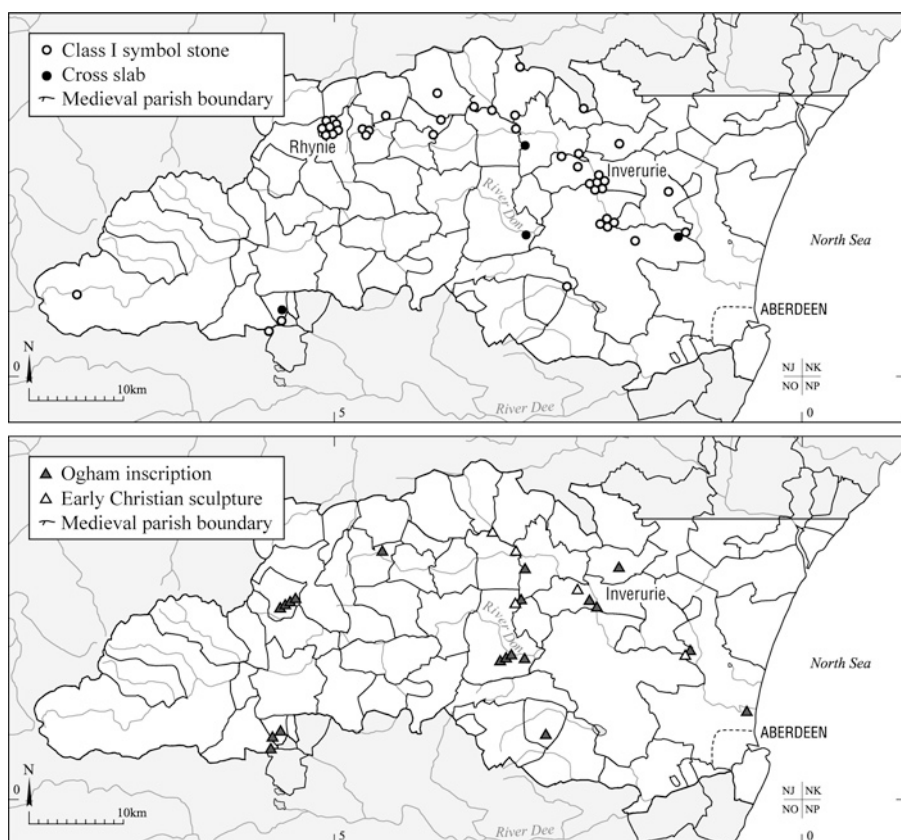 Class I symbol stone
Cross slab
Medieval parish boundary
Rhynie
Inverurie
River Don
North Sea
ABERDEEN
N
0
10km
NJ NK
NO NP
River Dee
5
0
Ogham inscription
Early Christian sculpture
Medieval parish boundary
Inverurie
River Don
North Sea
ABERDEEN
N
0
10km
NJ NK
NO NP
River Dee
5
0